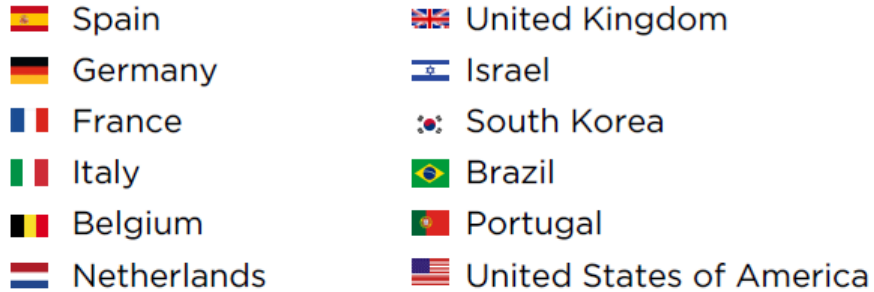 Spain
Germany
France
Italy
Belgium
Netherlands
United Kingdom
Israel
South Korea
Brazil
Portugal
United States of America